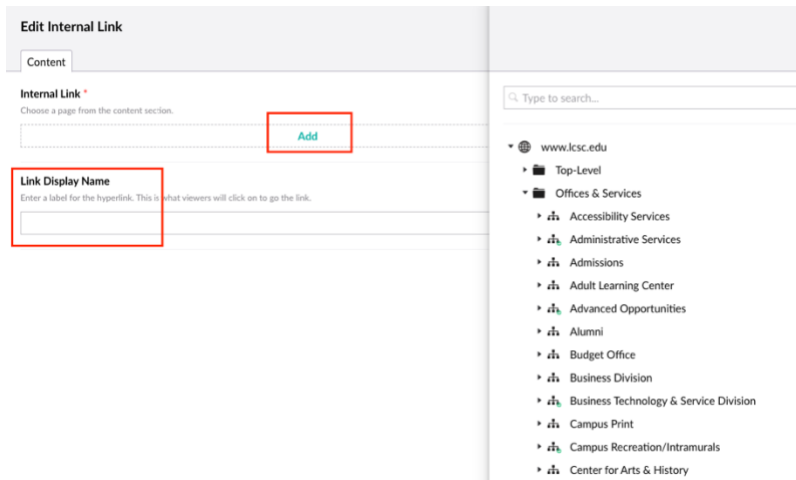 Edit Internal Link
Content
Internal Link *
Choose a page from the content section.
Add
Link Display Name
Enter a label for the hyperlink. This is what viewers will click on to go the link.
Type to search...
www.lcsc.edu
Top-Level
Offices & Services
Accessibility Services
Administrative Services
Admissions
Adult Learning Center
Advanced Opportunities
Alumni
Budget Office
Business Division
Business Technology & Service Division
Campus Print
Campus Recreation/Intramurals
Center for Arts & History